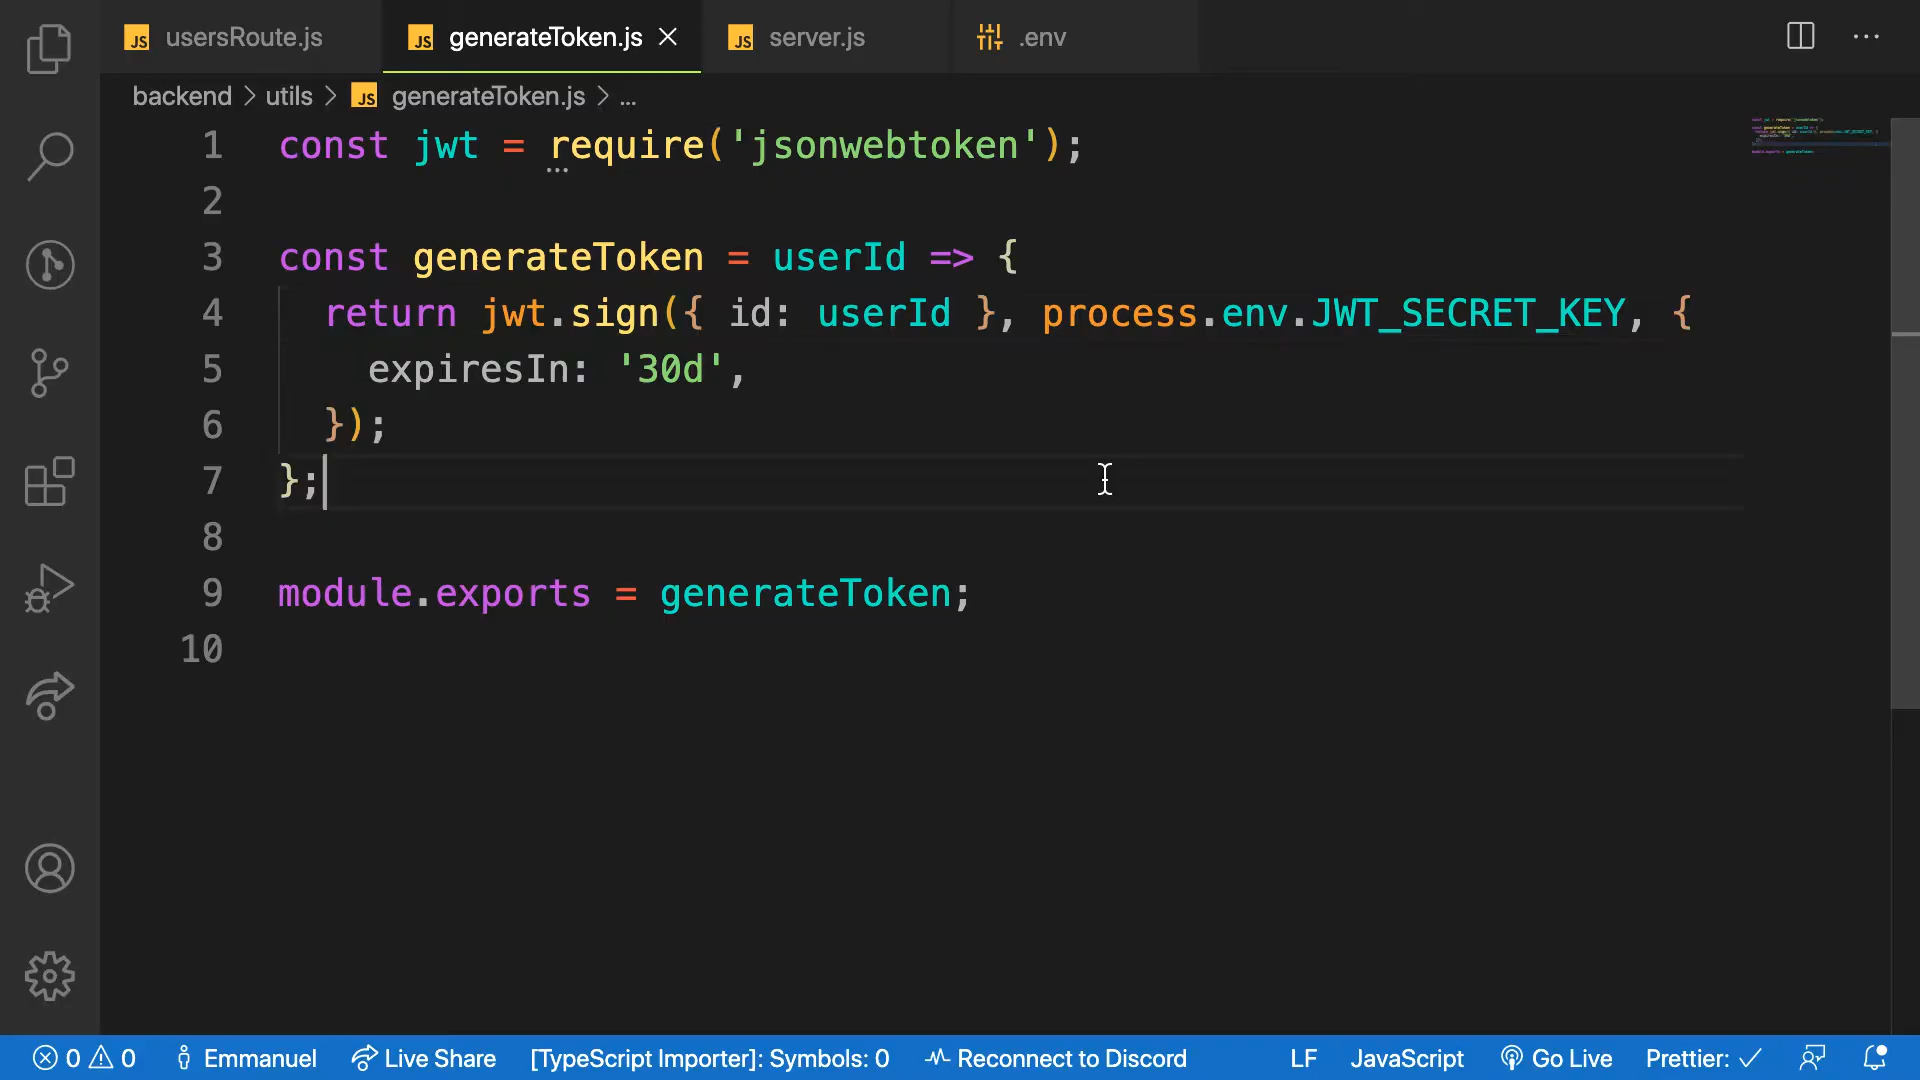 usersRoute.js generateToken.js server.js .env
backend > utils > JS generateToken.js > ...
1 const jwt = require('jsonwebtoken');
2
3 const generateToken = userId => {
4 return jwt.sign({ id: userId }, process.env.JWT_SECRET_KEY, {
5 expiresIn: '30d',
6 });
7 };
8
9 module.exports = generateToken;
10
0 0 Emmanuel Live Share [TypeScript Importer]: Symbols: 0 Reconnect to Discord LF JavaScript Go Live Prettier: ✓